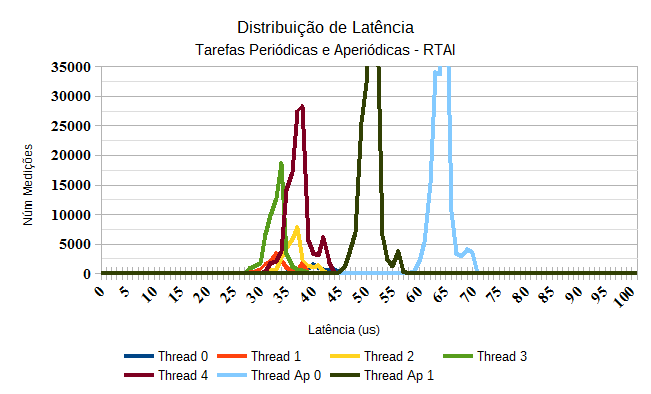 Distribuição de Latência
Tarefas Periódicas e Aperiódicas - RTAI
35000
30000
25000
20000
15000
10000
5000
0
Núm Medições
0 5 10 15 20 25 30 35 40 45 50 55 60 65 70 75 80 85 90 95 100
Latência (us)
Thread 0 Thread 1 Thread 2 Thread 3
Thread 4 Thread Ap 0 Thread Ap 1